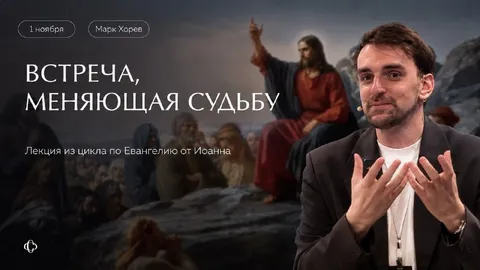 1 ноября
Марк Хорев
ВСТРЕЧА,
МЕНЯЮЩАЯ СУДЬБУ
Лекция из цикла по Евангелию от Иоанна